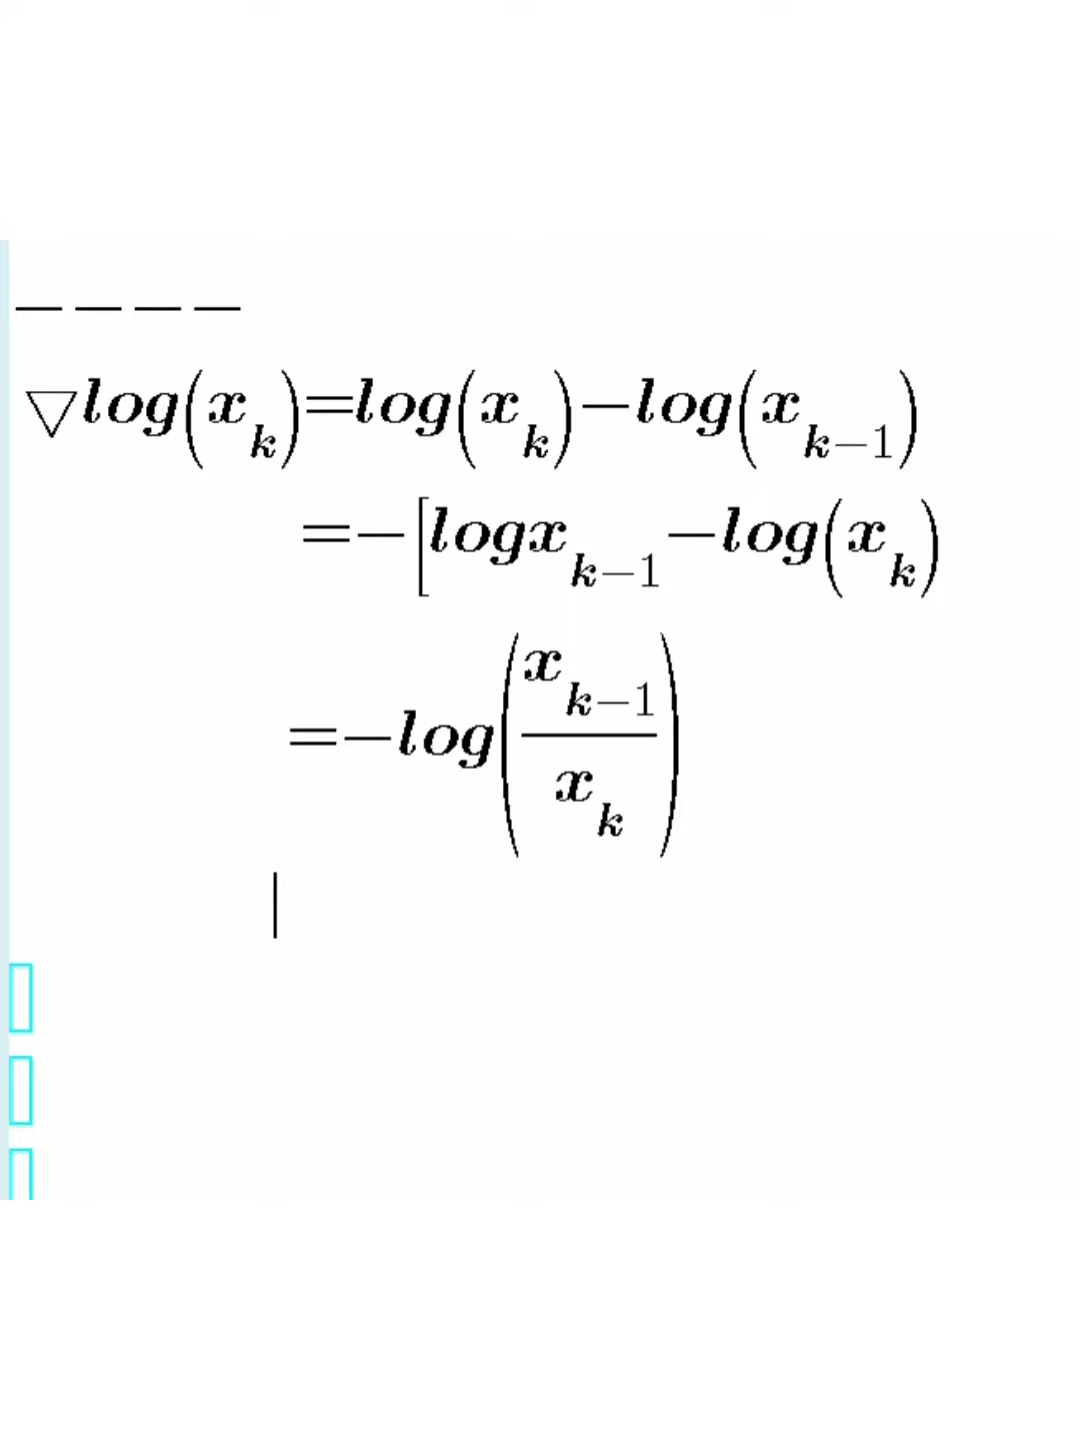 ————
▽log(x_k)=log(x_k)−log(x_{k−1})
=−[logx_{k−1}−log(x_k)
=−log(x_{k−1}/x_k)